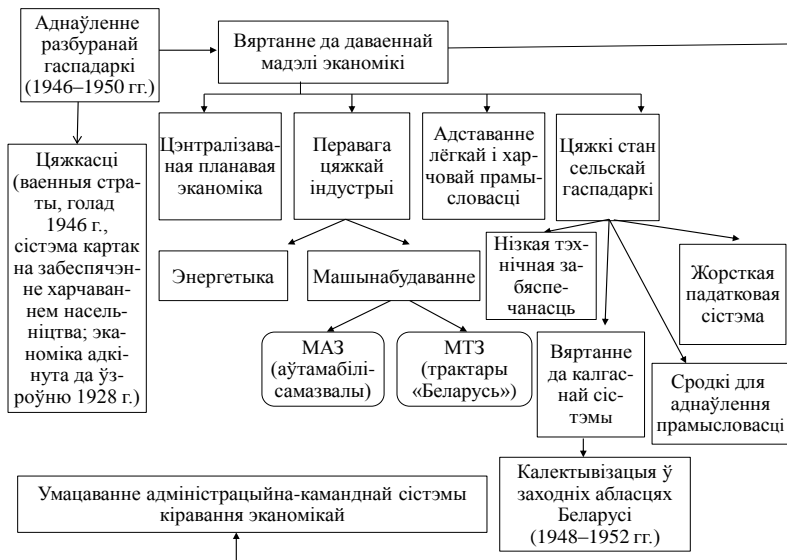 Аднаўленне
разбуранай
гаспадаркі
(1946–1950 гг.)
Вяртанне да даваеннай
мадэлі эканомікі
Цяжкасці
(ваенныя стра-
ты, голад
1946 г.,
сістэма картак
на забеспячэн-
не харчаван-
нем насель-
ніцтва; эка-
номіка адкі-
нута да ўз-
роўню 1928 г.)
Цэнтралізава-
ная планавая
эканоміка
Перавага
цяжкай
індустрыі
Адставанне
лёгкай і хар-
човай прамы-
словасці
Цяжкі стан
сельскай
гаспадаркі
Энергетыка
Машынабудаванне
Нізкая тэх-
нічная за-
бяспе-
чанасць
Жорсткая
падатковая
сістэма
МАЗ
(аўтамабілі-
самазвалы)
МТЗ
(трактары
«Беларусь»)
Вяртанне
да калгас-
най сіс-
тэмы
Сродкі для
аднаўлення
прамысловасці
Умацаванне адміністрацыйна-каманднай сістэмы
кіравання эканомікай
Калектывізацыя ў
заходніх абласцях
Беларусі
(1948–1952 гг.)